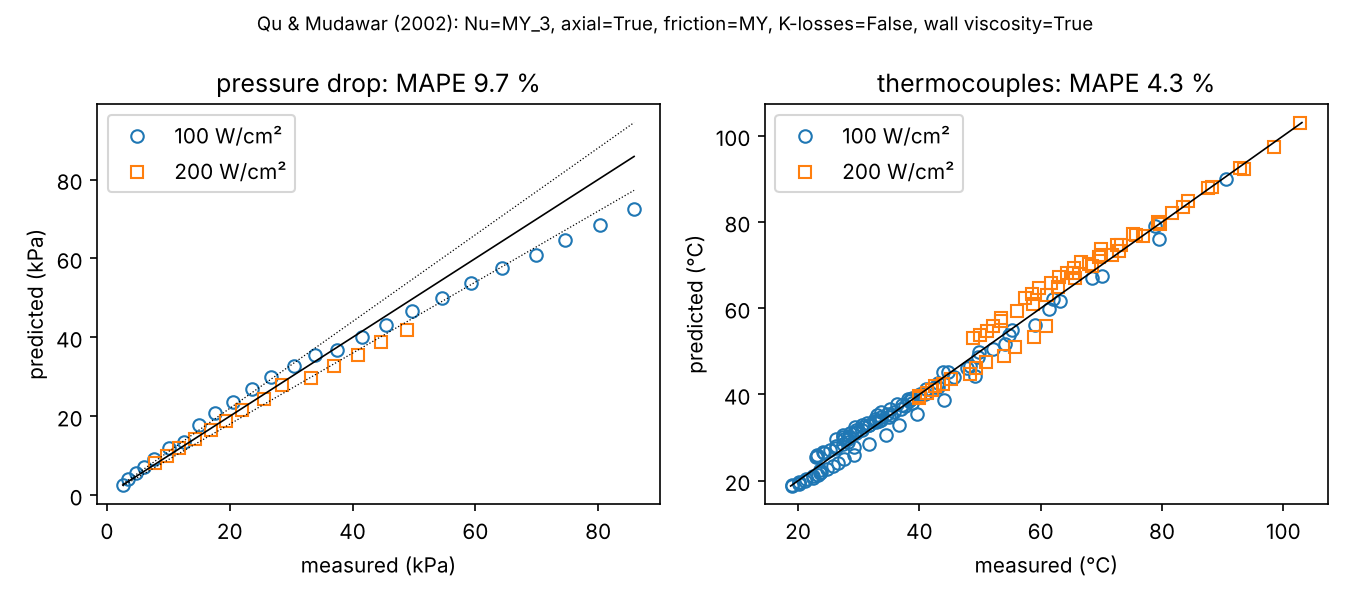 Qu & Mudawar (2002): Nu=MY_3, axial=True, friction=MY, K-losses=False, wall viscosity=True
pressure drop: MAPE 9.7 %
100 W/cm²
200 W/cm²
80
60
40
20
0
predicted (kPa)
0 20 40 60 80
measured (kPa)
thermocouples: MAPE 4.3 %
100 W/cm²
200 W/cm²
100
80
60
40
20
predicted (°C)
20 40 60 80 100
measured (°C)